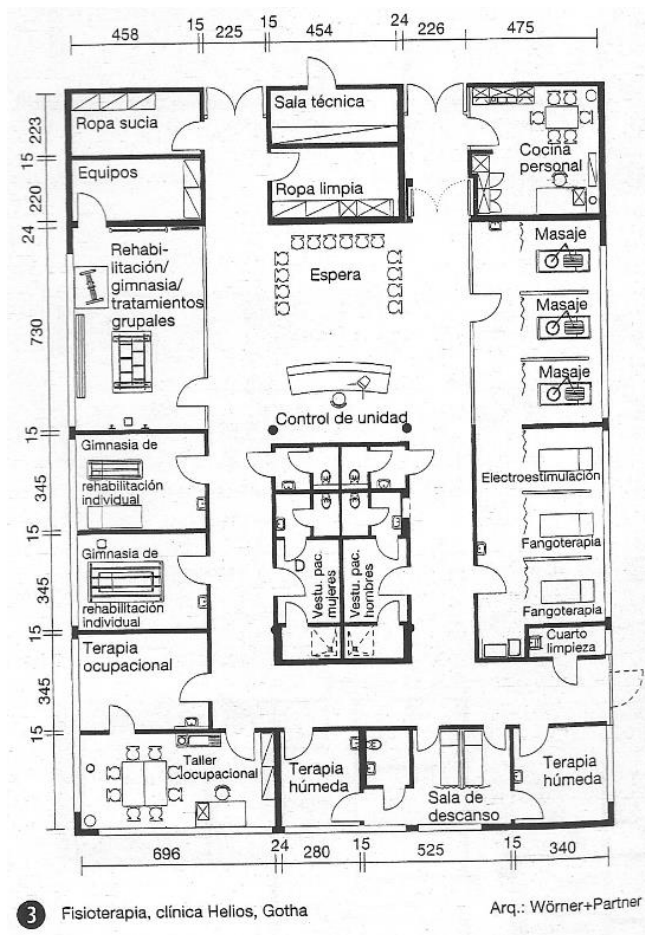 15 15 24
458 225 454 226 475
Ropa sucia
Sala técnica
Cocina
personal
223
15
Equipos
Ropa limpia
220
24
Rehabi-
litación/
gimnasia/
tratamientos
grupales
Espera
Masaje
Masaje
Masaje
730
Control de unidad
15
Gimnasia de
rehabilitación
individual
Electroestimulación
345
15
Fangoterapia
Gimnasia de
rehabilitación
individual
Vestu. pac.
mujeres
Vestu. pac.
hombres
345
Fangoterapia
15
Terapia
ocupacional
Cuarto
limpieza
345
15
Taller
ocupacional
Terapia
húmeda
Sala de
descanso
Terapia
húmeda
24 15 15
696 280 525 340
3 Fisioterapia, clínica Helios, Gotha
Arq.: Wörner+Partner